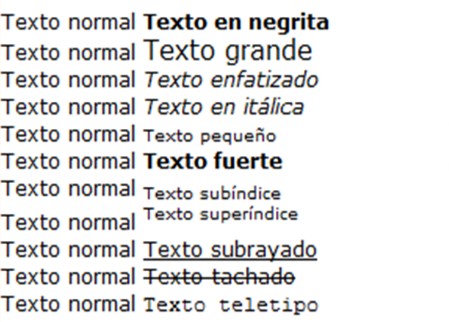 Texto normal Texto en negrita
Texto normal Texto grande
Texto normal Texto enfatizado
Texto normal Texto en itálica
Texto normal Texto pequeño
Texto normal Texto fuerte
Texto normal Texto subíndice
Texto normal Texto superíndice
Texto normal Texto subrayado
Texto normal Texto tachado
Texto normal Texto teletipo